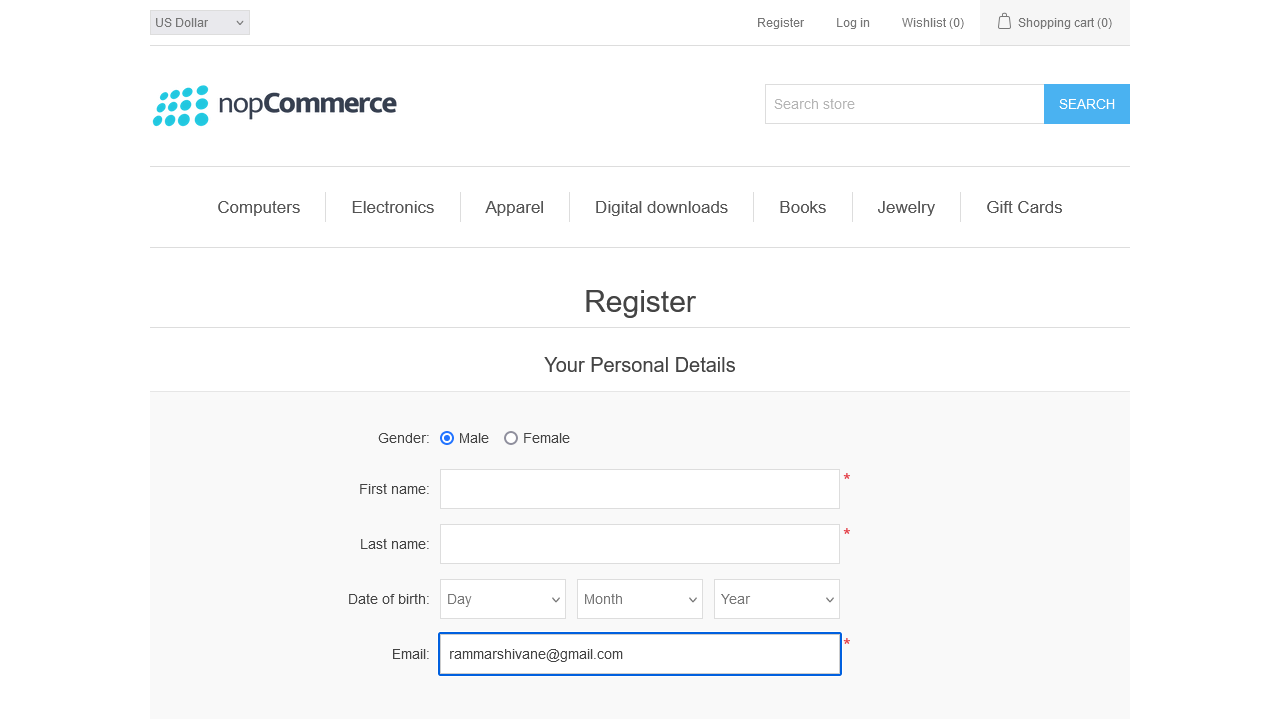 US Dollar
Register
Log in
Wishlist (0)
Shopping cart (0)
nopCommerce
Search store
SEARCH
Computers
Electronics
Apparel
Digital downloads
Books
Jewelry
Gift Cards
Register
Your Personal Details
Gender: Male Female
First name: *
Last name: *
Date of birth: Day Month Year
Email: rammarshivane@gmail.com *